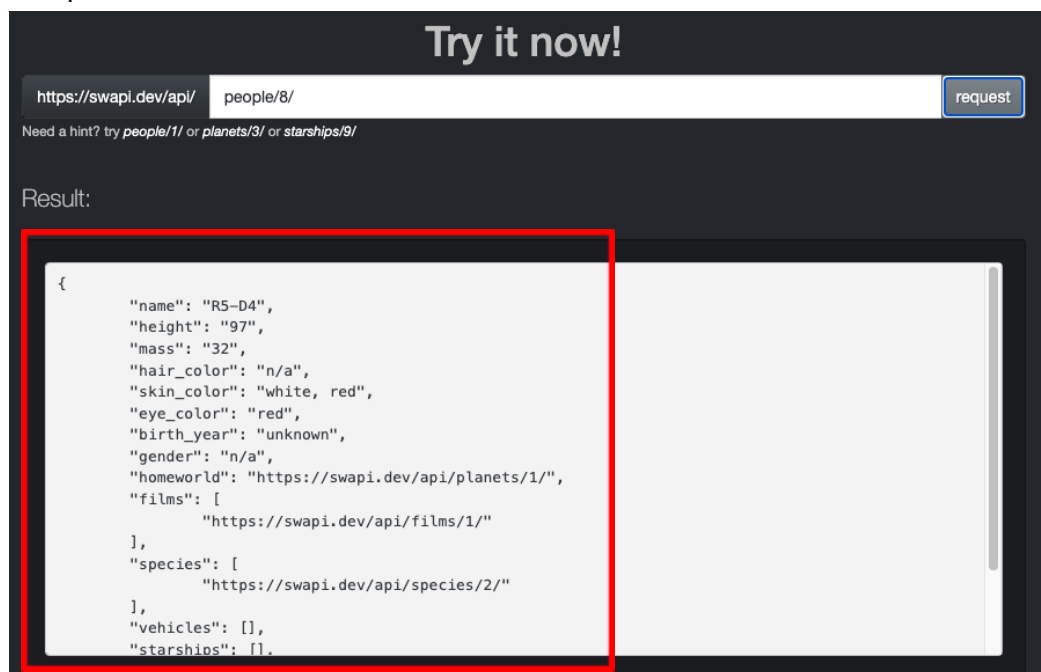 Try it now!
https://swapi.dev/api/ people/8/ request
Need a hint? try people/1/ or planets/3/ or starships/9/
Result:
{
"name": "R5-D4",
"height": "97",
"mass": "32",
"hair_color": "n/a",
"skin_color": "white, red",
"eye_color": "red",
"birth_year": "unknown",
"gender": "n/a",
"homeworld": "https://swapi.dev/api/planets/1/",
"films": [
"https://swapi.dev/api/films/1/"
],
"species": [
"https://swapi.dev/api/species/2/"
],
"vehicles": [],
"starships": [],